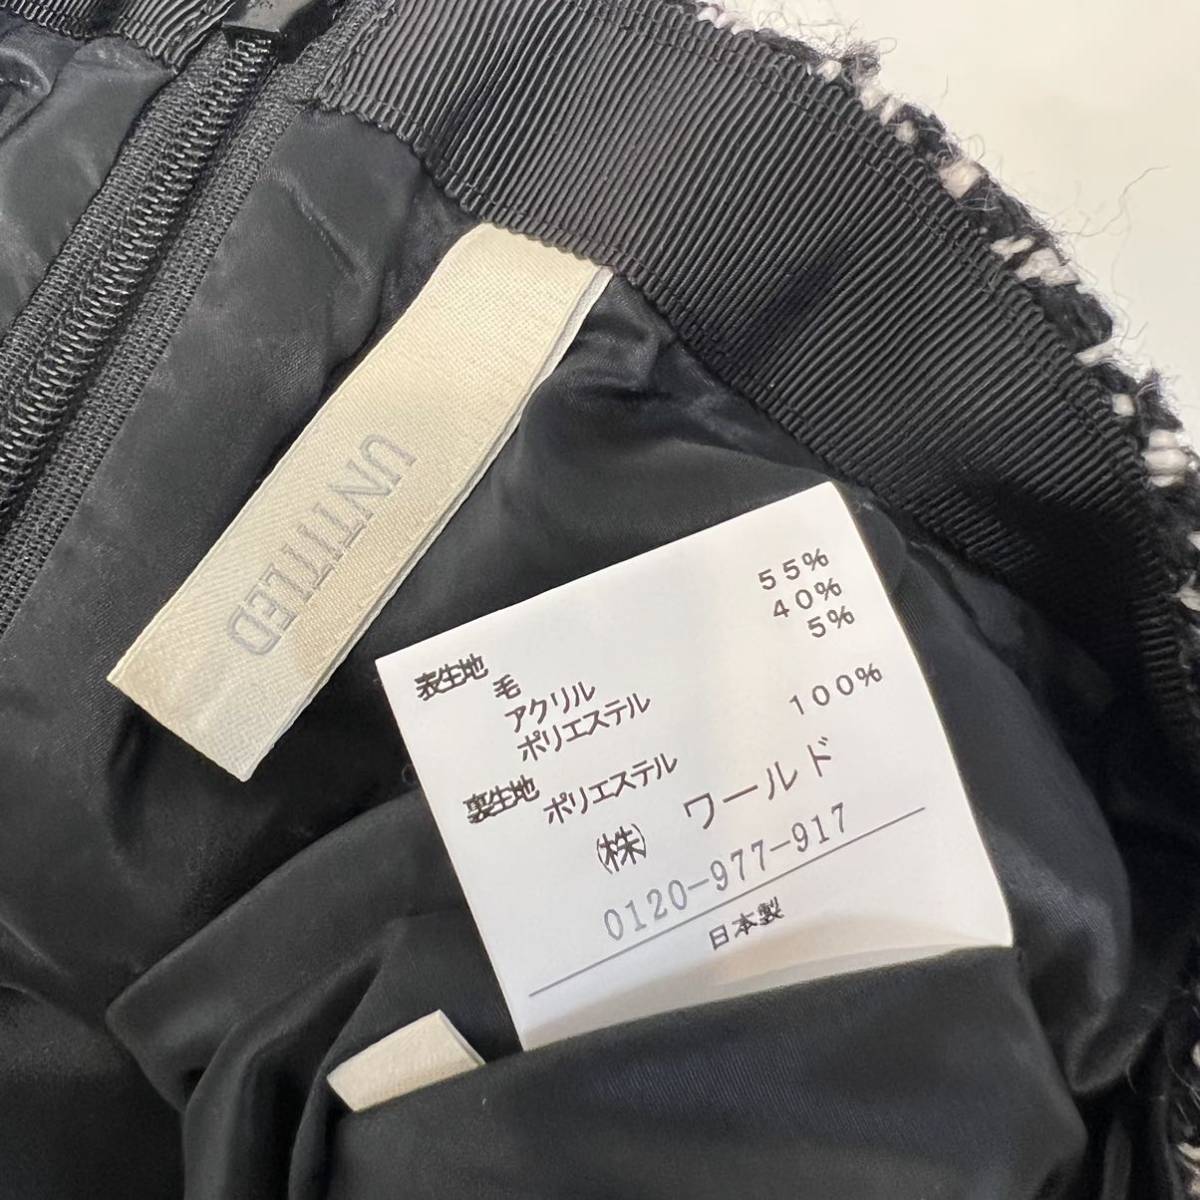 UNTITLED
表生地
毛 55%
アクリル 40%
ポリエステル 5%
裏生地
ポリエステル 100%
(株) ワールド
0120-977-917
日本製